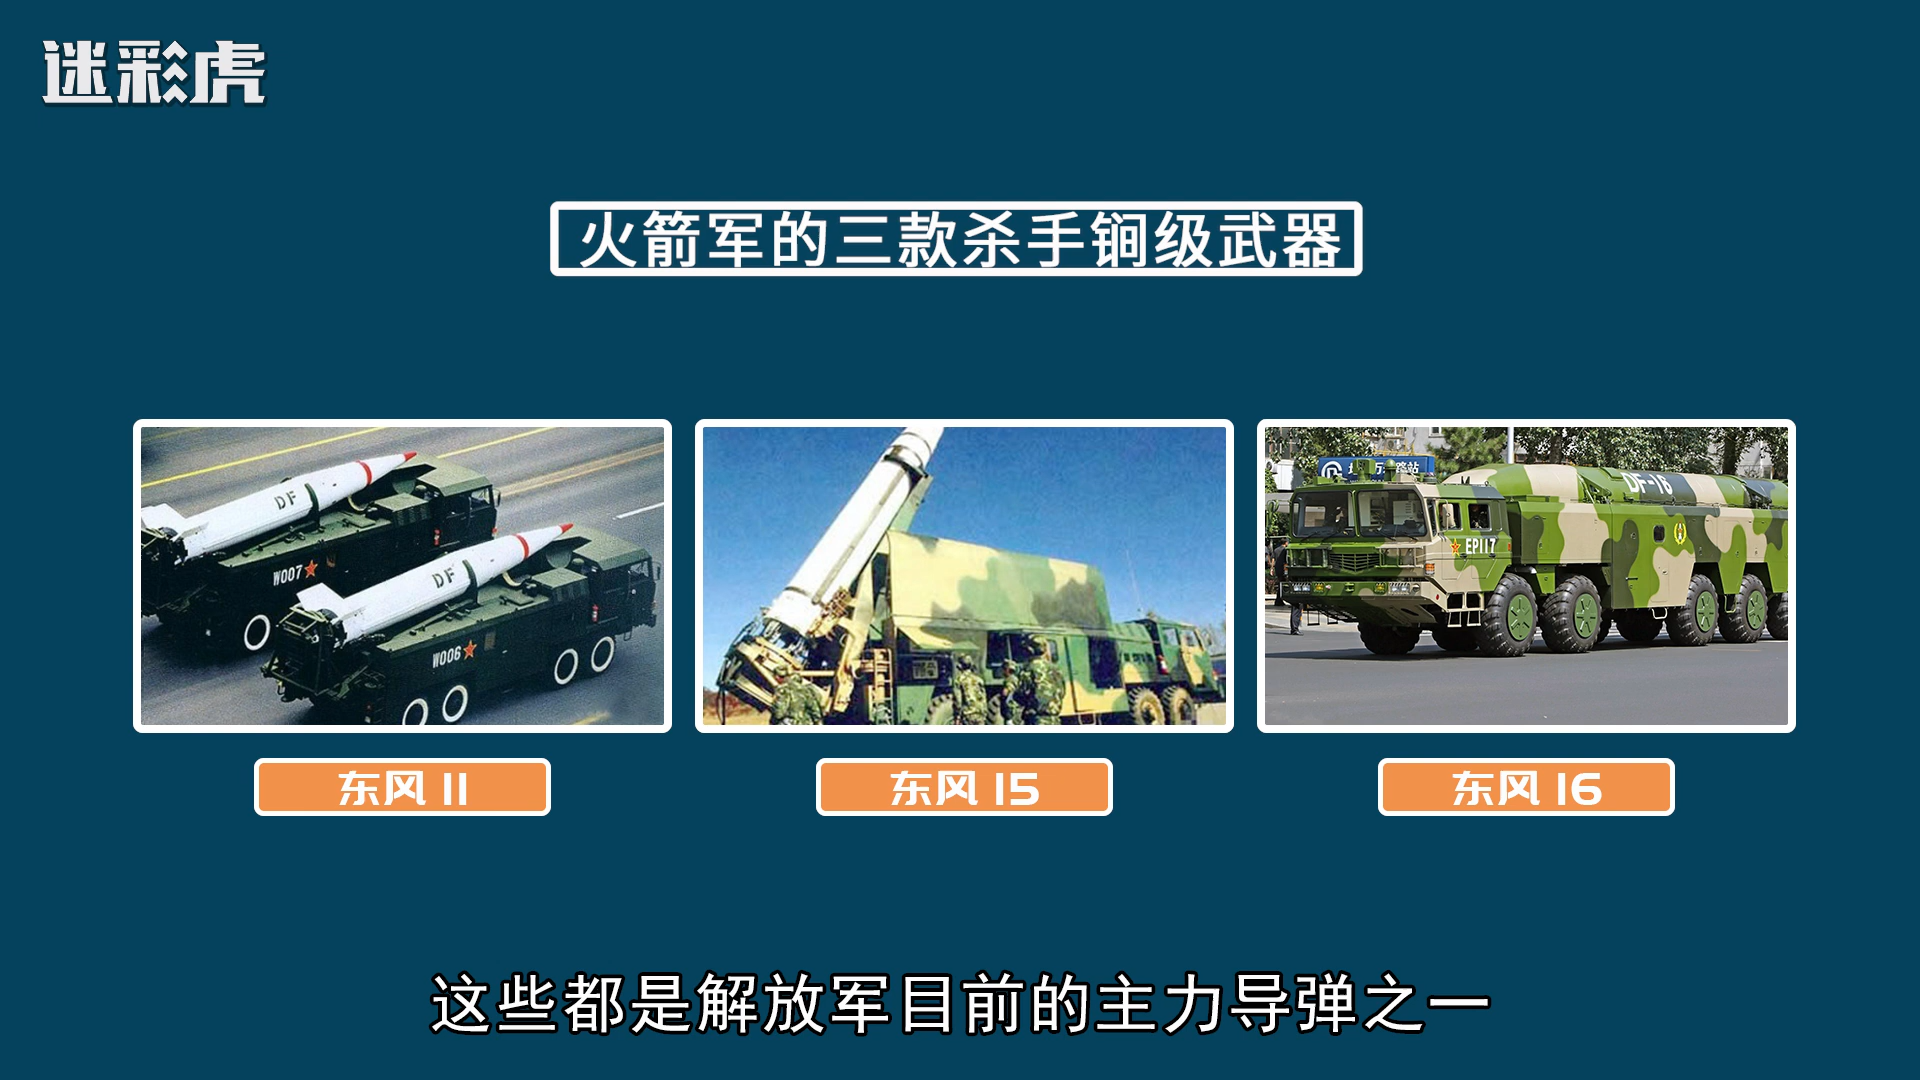 迷彩虎
火箭军的三款杀手锏级武器
DF
W007
DF
W006
DF-16
EP117
东风 11
东风 15
东风 16
这些都是解放军目前的主力导弹之一